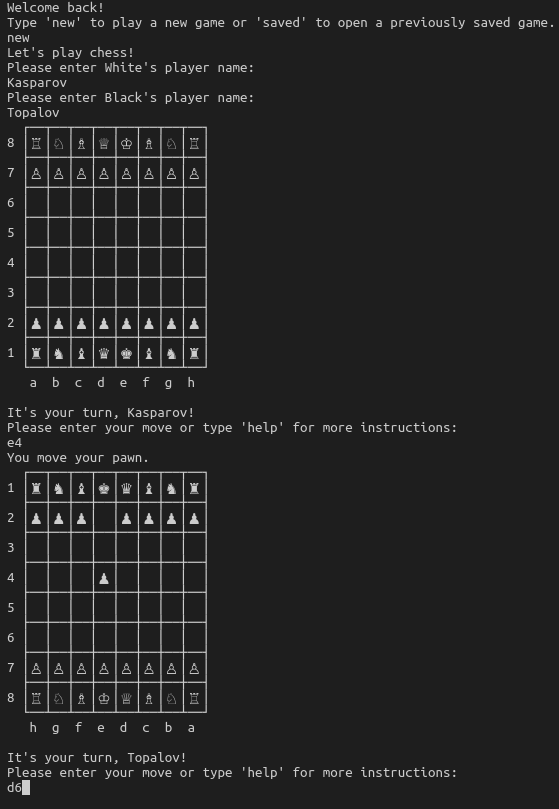 Welcome back!
Type 'new' to play a new game or 'saved' to open a previously saved game.
new
Let's play chess!
Please enter White's player name:
Kasparov
Please enter Black's player name:
Topalov
8 ♖ ♘ ♗ ♕ ♔ ♗ ♘ ♖
7 ♙ ♙ ♙ ♙ ♙ ♙ ♙ ♙
6
5
4
3
2 ♟ ♟ ♟ ♟ ♟ ♟ ♟ ♟
1 ♜ ♞ ♝ ♛ ♚ ♝ ♞ ♜
a b c d e f g h
It's your turn, Kasparov!
Please enter your move or type 'help' for more instructions:
e4
You move your pawn.
1 ♜ ♞ ♝ ♚ ♛ ♝ ♞ ♜
2 ♟ ♟ ♟ ♟ ♟ ♟ ♟
3
4 ♟
5
6
7 ♙ ♙ ♙ ♙ ♙ ♙ ♙ ♙
8 ♖ ♘ ♗ ♔ ♕ ♗ ♘ ♖
h g f e d c b a
It's your turn, Topalov!
Please enter your move or type 'help' for more instructions:
d6